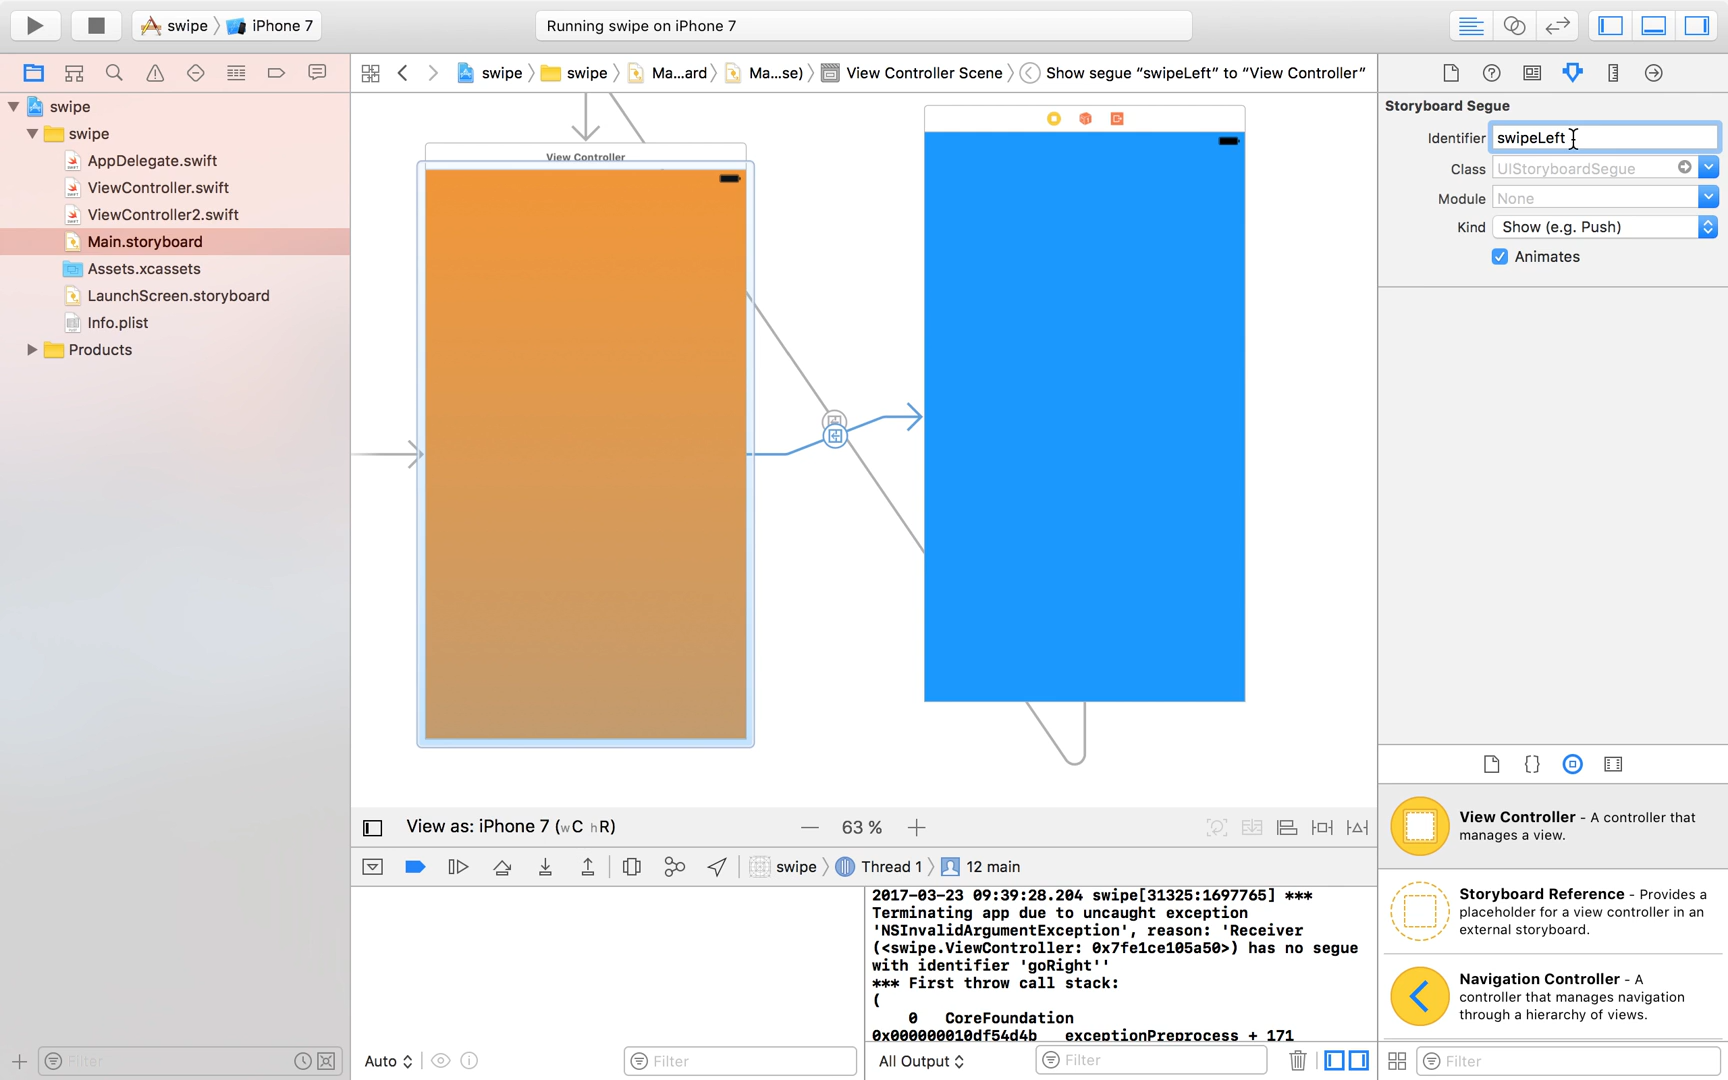 swipe 〉 iPhone 7
Running swipe on iPhone 7
swipe 〉 swipe 〉 Ma...ard 〉 Ma...se) 〉 View Controller Scene 〉 Show segue “swipeLeft” to “View Controller”
swipe
swipe
AppDelegate.swift
ViewController.swift
ViewController2.swift
Main.storyboard
Assets.xcassets
LaunchScreen.storyboard
Info.plist
Products
View Controller
Storyboard Segue
Identifier swipeLeft
Class UIStoryboardSegue
Module None
Kind Show (e.g. Push)
Animates
View as: iPhone 7 (wC hR)
— 63 % +
swipe 〉 Thread 1 〉 12 main
2017-03-23 09:39:28.204 swipe[31325:1697765] ***
Terminating app due to uncaught exception
'NSInvalidArgumentException', reason: 'Receiver
(<swipe.ViewController: 0x7fe1ce105a50>) has no segue
with identifier 'goRight''
*** First throw call stack:
(
0 CoreFoundation
0x000000010df54d4b exceptionPreprocess + 171
View Controller - A controller that
manages a view.
Storyboard Reference - Provides a
placeholder for a view controller in an
external storyboard.
Navigation Controller - A
controller that manages navigation
through a hierarchy of views.
Filter
Auto
Filter
All Output
Filter
Filter